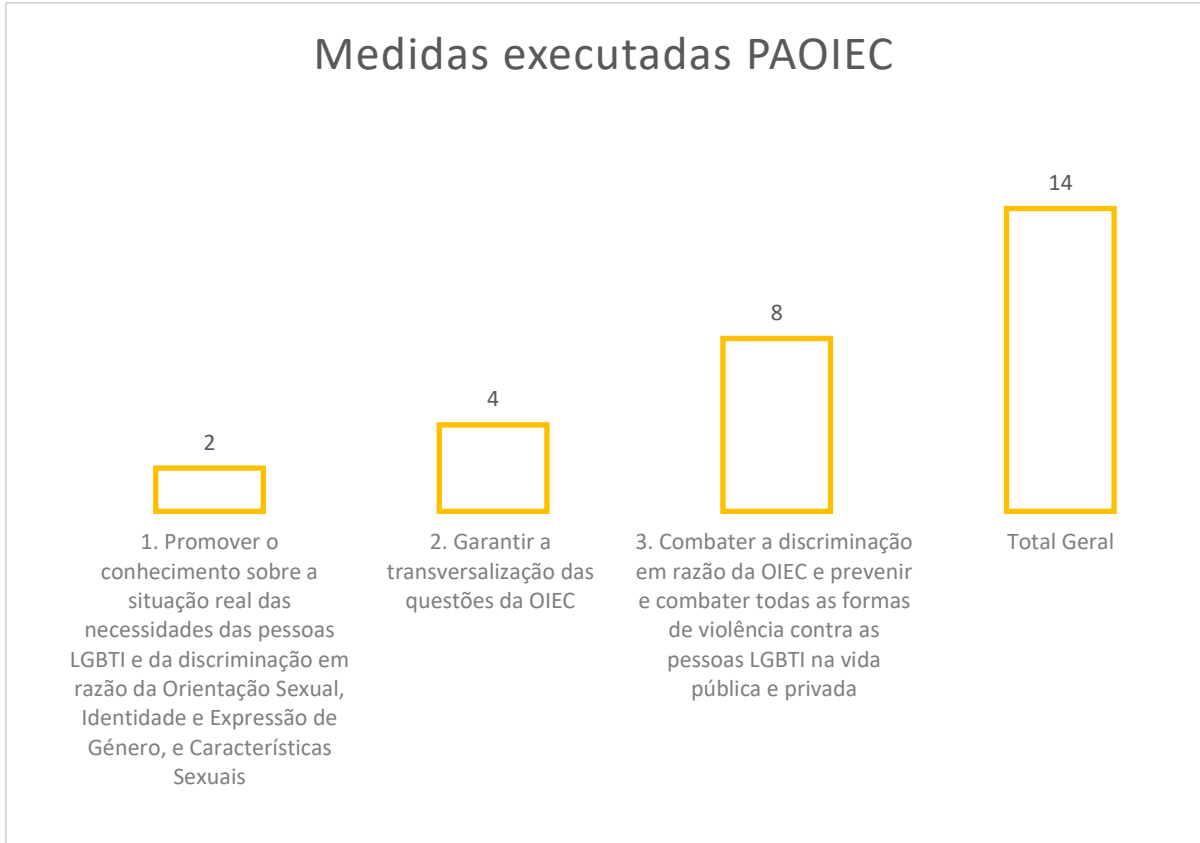 Medidas executadas PAOIEC
14
8
4
2
1. Promover o
conhecimento sobre a
situação real das
necessidades das pessoas
LGBTI e da discriminação em
razão da Orientação Sexual,
Identidade e Expressão de
Género, e Características
Sexuais
2. Garantir a
transversalização das
questões da OIEC
3. Combater a discriminação
em razão da OIEC e prevenir
e combater todas as formas
de violência contra as
pessoas LGBTI na vida
pública e privada
Total Geral